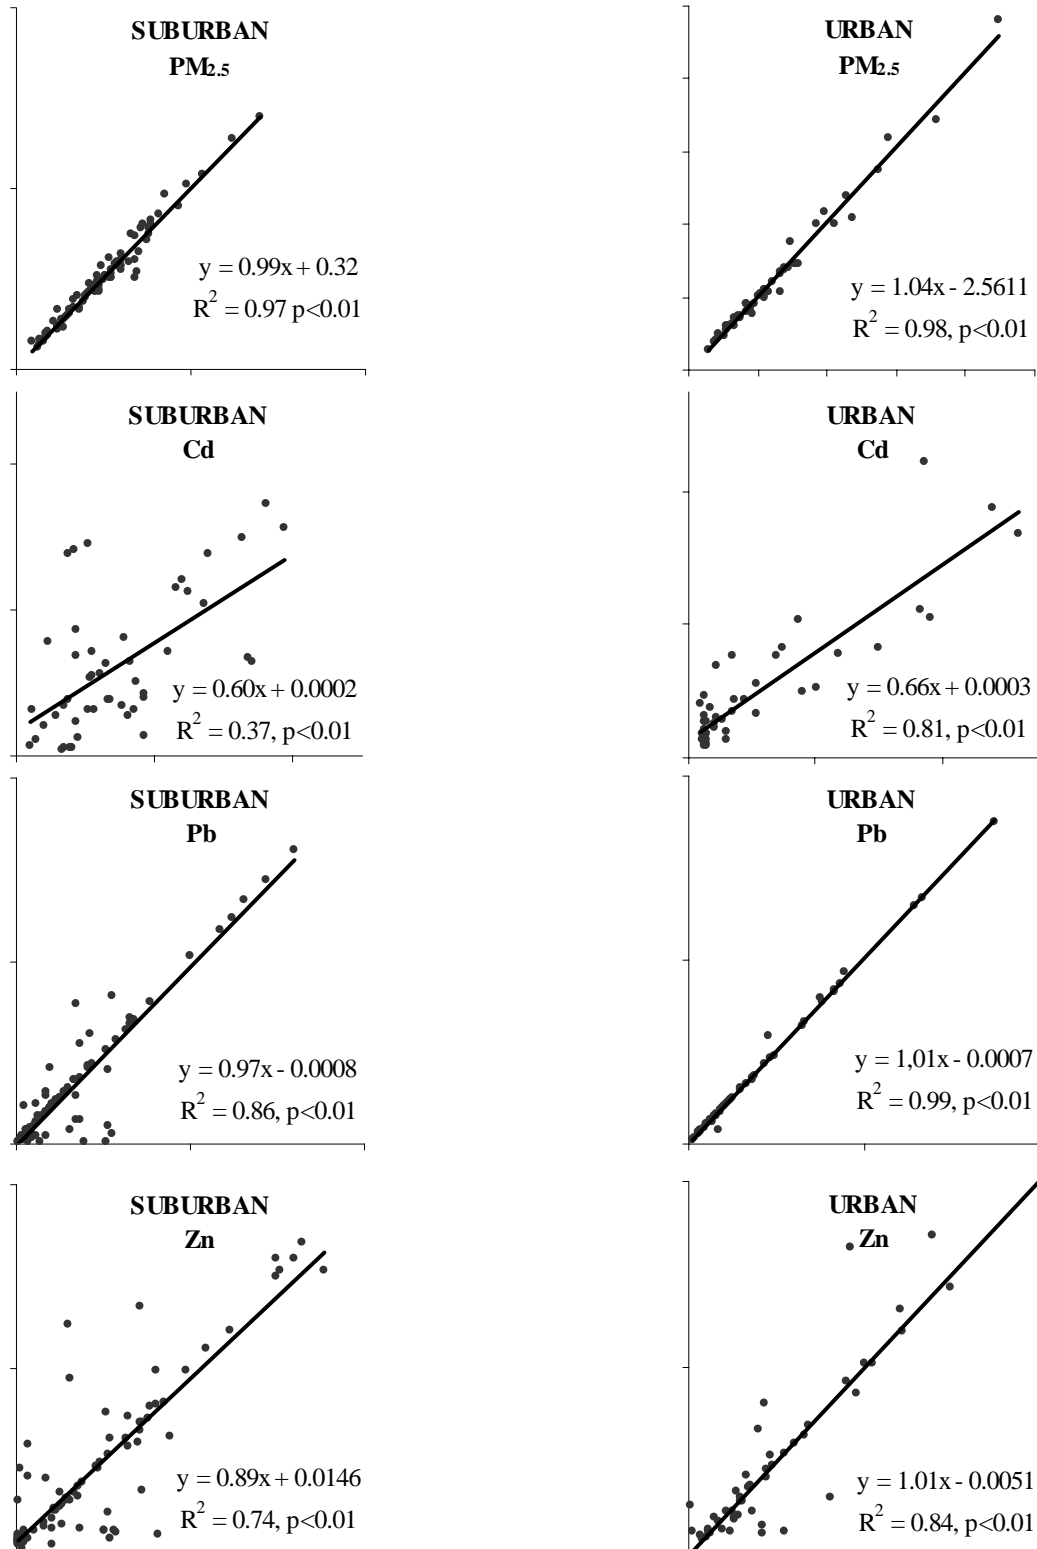 SUBURBAN
PM2.5
y = 0.99x + 0.32
R² = 0.97 p<0.01
URBAN
PM2.5
y = 1.04x - 2.5611
R² = 0.98, p<0.01
SUBURBAN
Cd
y = 0.60x + 0.0002
R² = 0.37, p<0.01
URBAN
Cd
y = 0.66x + 0.0003
R² = 0.81, p<0.01
SUBURBAN
Pb
y = 0.97x - 0.0008
R² = 0.86, p<0.01
URBAN
Pb
y = 1,01x - 0.0007
R² = 0.99, p<0.01
SUBURBAN
Zn
y = 0.89x + 0.0146
R² = 0.74, p<0.01
URBAN
Zn
y = 1.01x - 0.0051
R² = 0.84, p<0.01